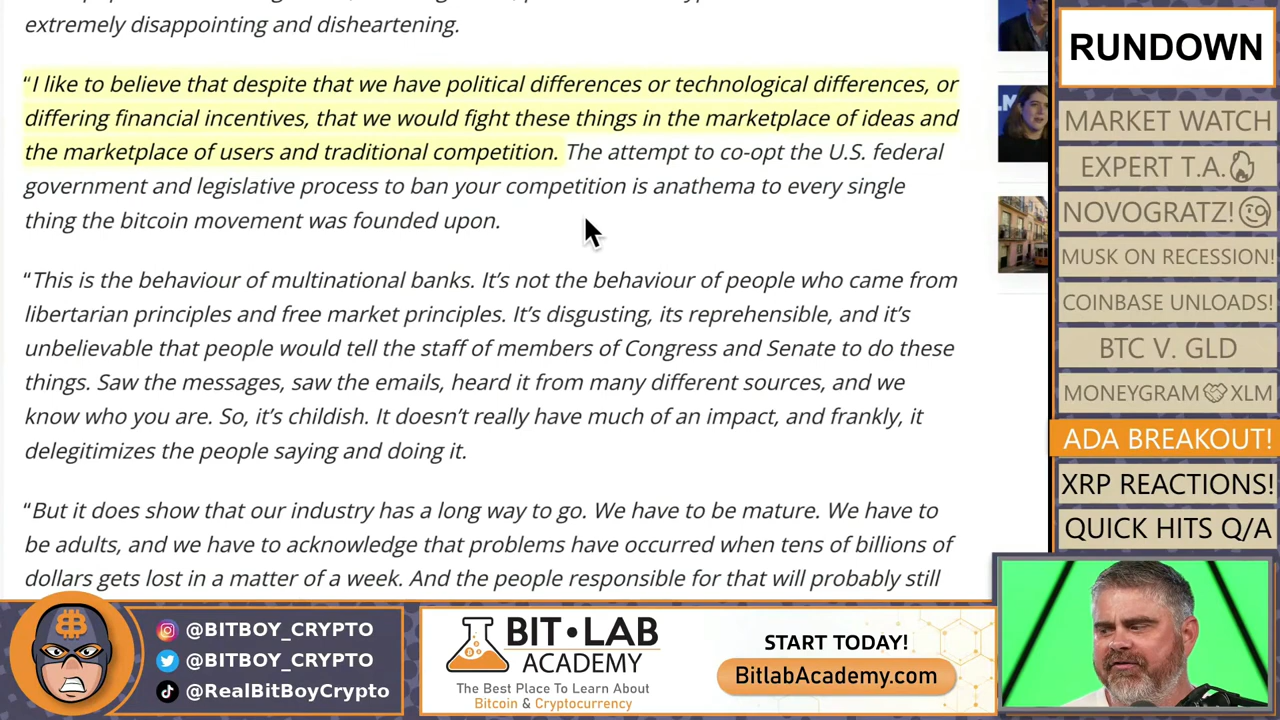 extremely disappointing and disheartening.
“I like to believe that despite that we have political differences or technological differences, or
differing financial incentives, that we would fight these things in the marketplace of ideas and
the marketplace of users and traditional competition. The attempt to co-opt the U.S. federal
government and legislative process to ban your competition is anathema to every single
thing the bitcoin movement was founded upon.
“This is the behaviour of multinational banks. It’s not the behaviour of people who came from
libertarian principles and free market principles. It’s disgusting, its reprehensible, and it’s
unbelievable that people would tell the staff of members of Congress and Senate to do these
things. Saw the messages, saw the emails, heard it from many different sources, and we
know who you are. So, it’s childish. It doesn’t really have much of an impact, and frankly, it
delegitimizes the people saying and doing it.
“But it does show that our industry has a long way to go. We have to be mature. We have to
be adults, and we have to acknowledge that problems have occurred when tens of billions of
dollars gets lost in a matter of a week. And the people responsible for that will probably still
RUNDOWN
MARKET WATCH
EXPERT T.A.
NOVOGRATZ!
MUSK ON RECESSION!
COINBASE UNLOADS!
BTC V. GLD
MONEYGRAM XLM
ADA BREAKOUT!
XRP REACTIONS!
QUICK HITS Q/A
@BITBOY_CRYPTO
@BITBOY_CRYPTO
@RealBitBoyCrypto
BIT•LAB
ACADEMY
The Best Place To Learn About
Bitcoin & Cryptocurrency
START TODAY!
BitlabAcademy.com